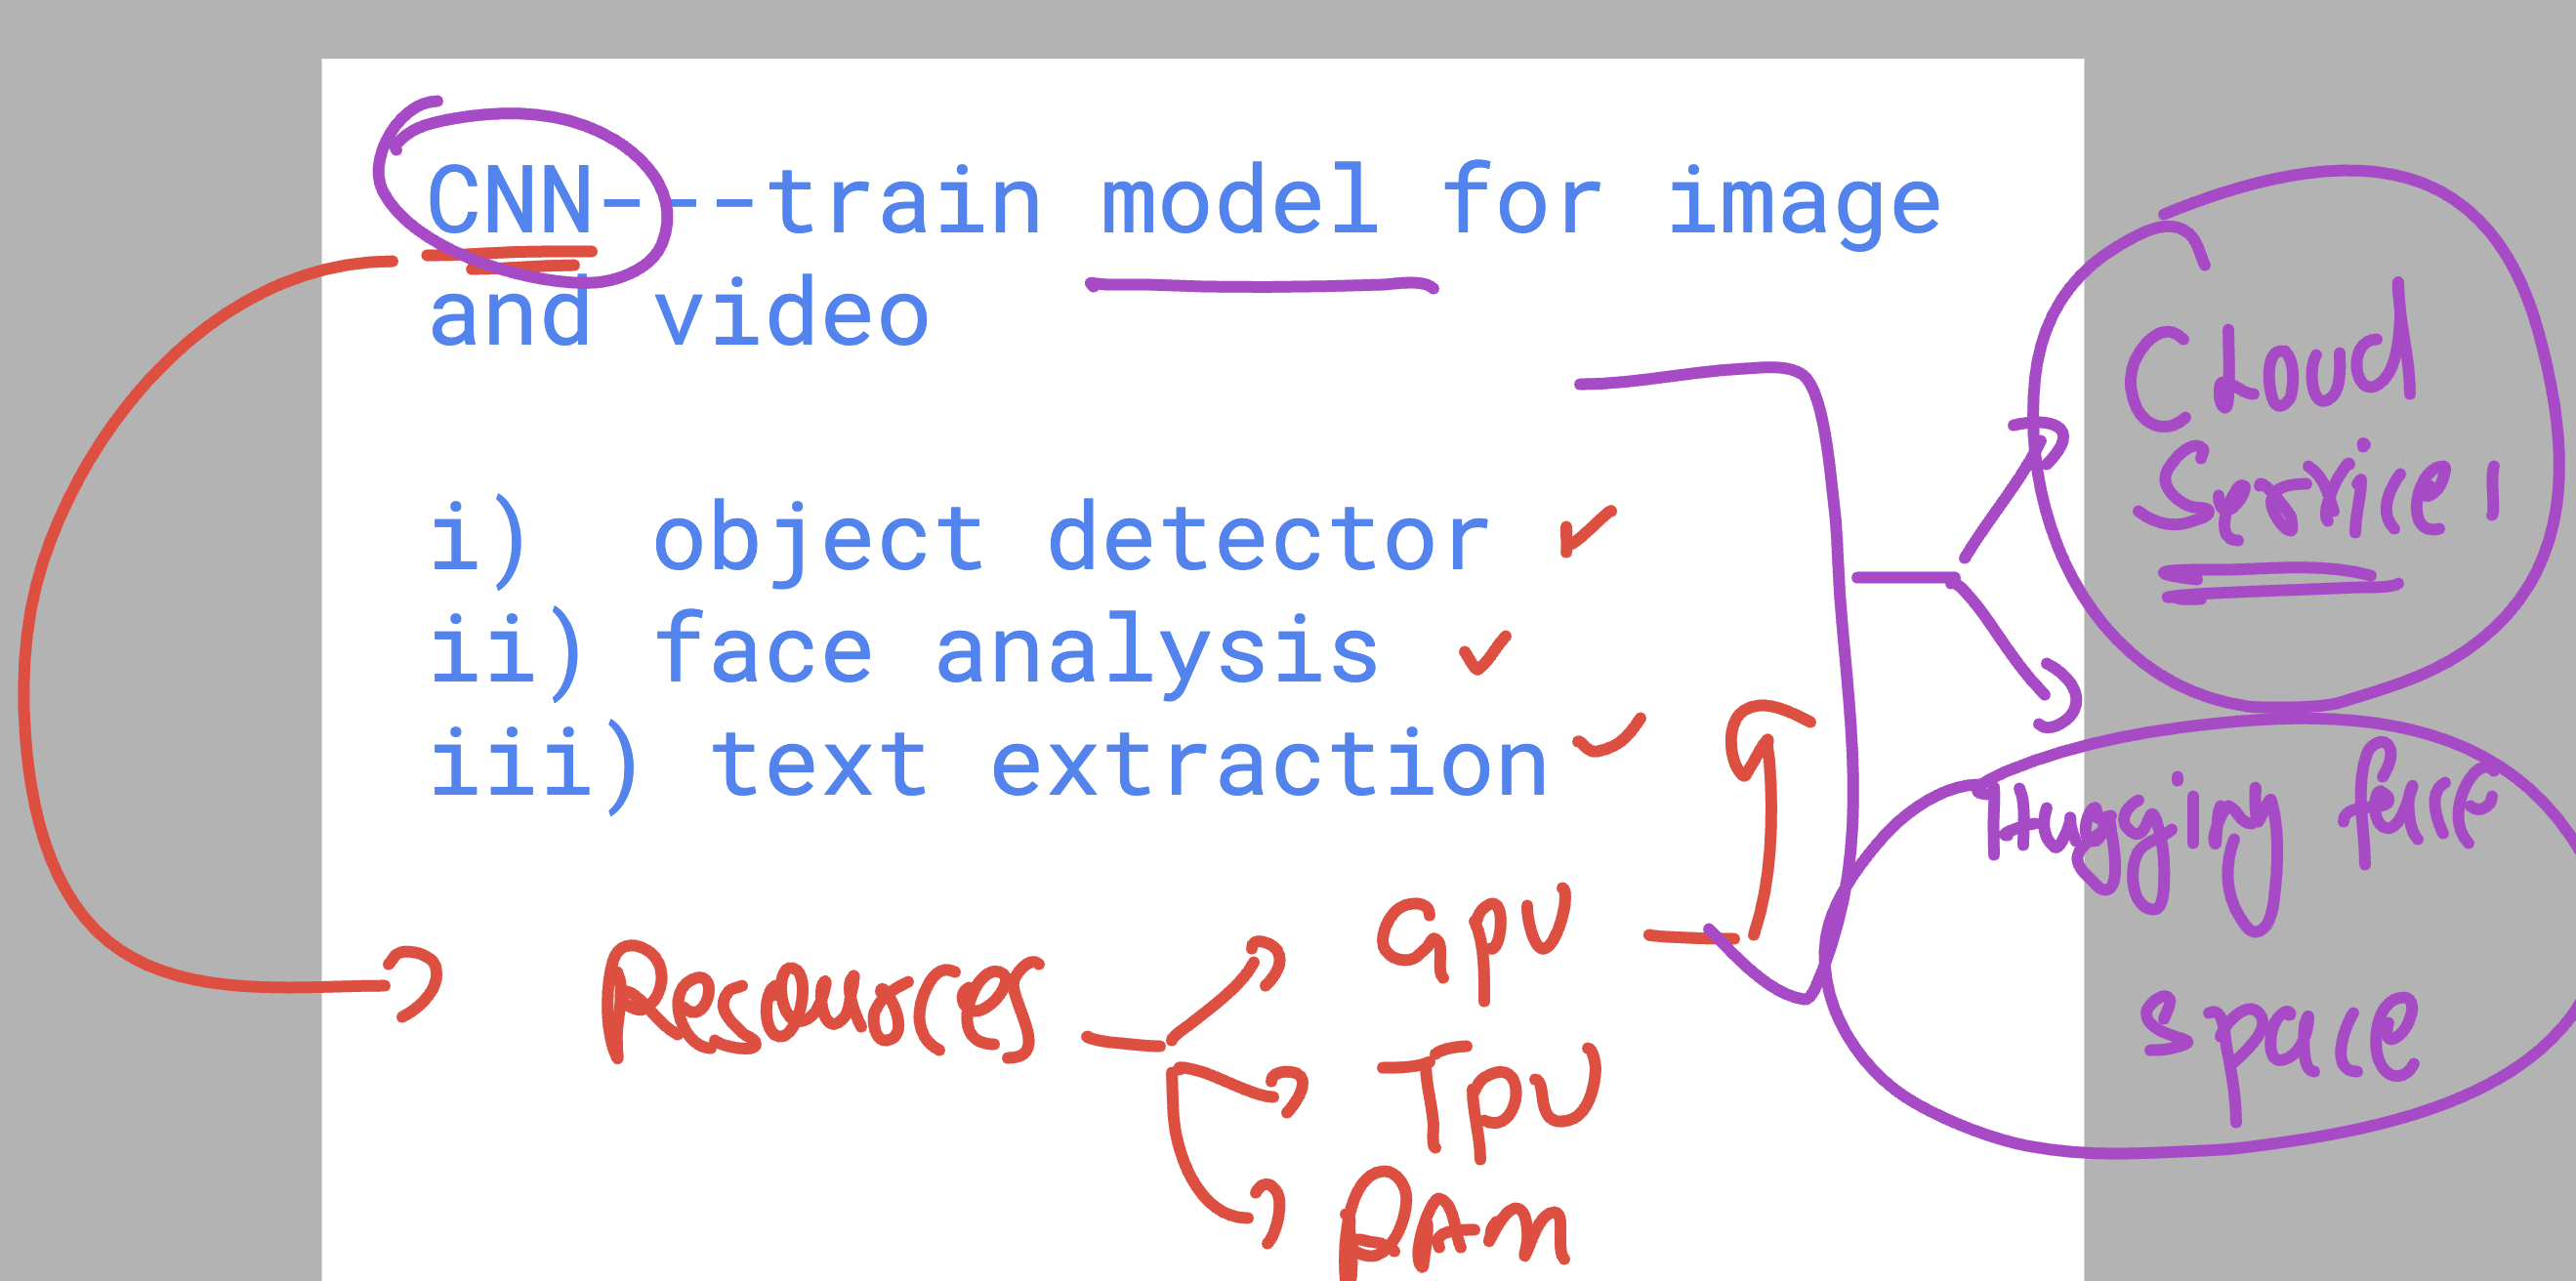 CNN---train model for image
and video
i) object detector
ii) face analysis
iii) text extraction
Resources
GPU
TPU
RAM
Cloud
Service
Hugging face
space